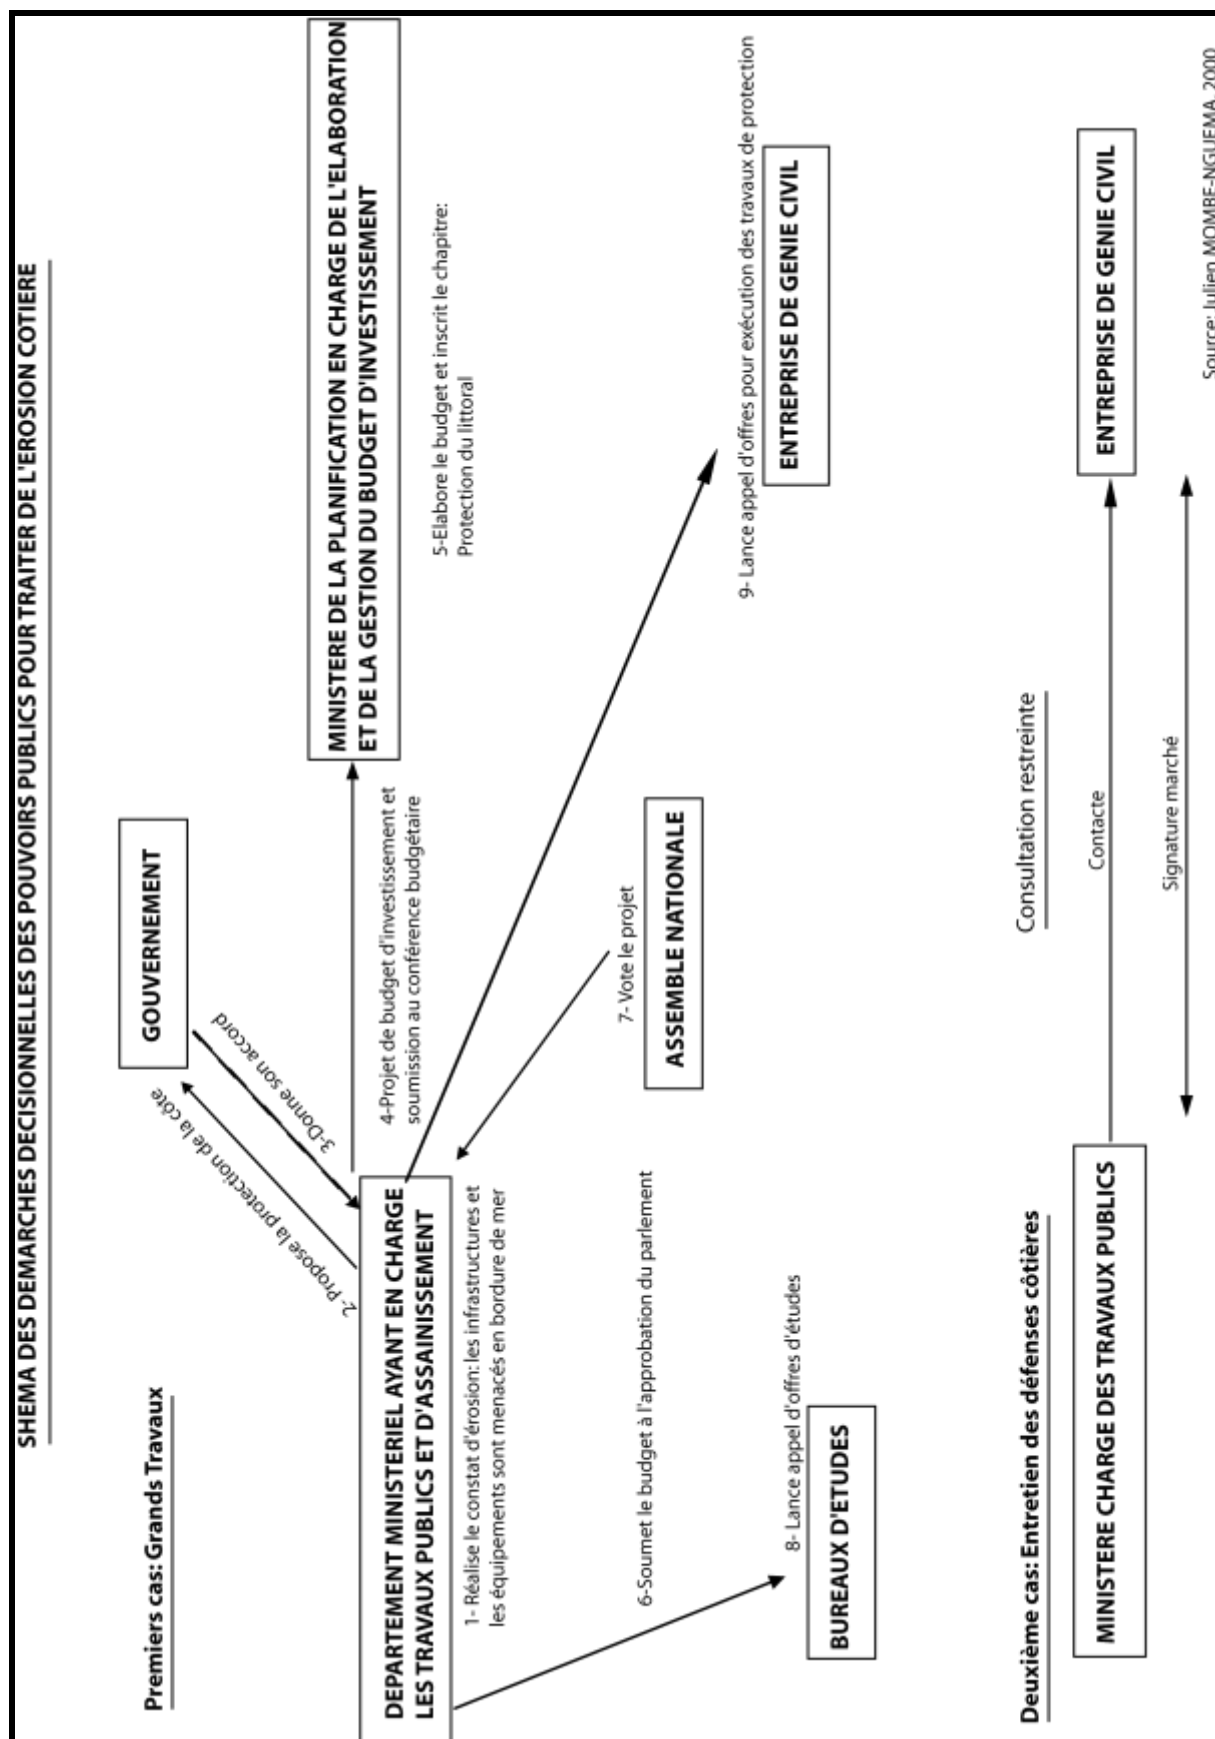 SHEMA DES DEMARCHES DECISIONNELLES DES POUVOIRS PUBLICS POUR TRAITER DE L'EROSION COTIERE
Premiers cas: Grands Travaux
GOUVERNEMENT
2- Propose la protection de la côte
3-Donne son accord
DEPARTEMENT MINISTERIEL AYANT EN CHARGE
LES TRAVAUX PUBLICS ET D'ASSAINISSEMENT
MINISTERE DE LA PLANIFICATION EN CHARGE DE L'ELABORATION
ET DE LA GESTION DU BUDGET D'INVESTISSEMENT
4-Projet de budget d'investissement et
soumission au conférence budgétaire
1- Réalise le constat d'érosion: les infrastructures et
les équipements sont menacés en bordure de mer
5-Elabore le budget et inscrit le chapitre:
Protection du littoral
6-Soumet le budget à l'approbation du parlement
7- Vote le projet
ASSEMBLE NATIONALE
8- Lance appel d'offres d'études
BUREAUX D'ETUDES
9- Lance appel d'offres pour exécution des travaux de protection
ENTREPRISE DE GENIE CIVIL
Deuxième cas: Entretien des défenses côtières
Consultation restreinte
MINISTERE CHARGE DES TRAVAUX PUBLICS
Contacte
ENTREPRISE DE GENIE CIVIL
Signature marché
Source: Julien MOMBE-NGUEMA, 2000